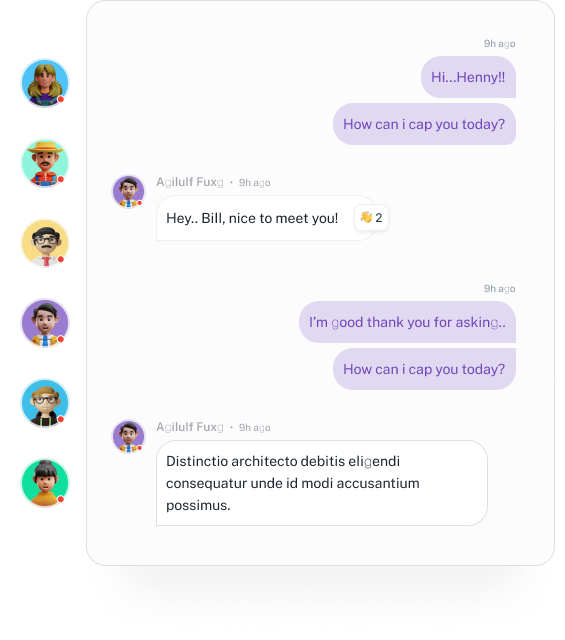 9h ago
Hi...Henny!!
How can i cap you today?
Agilulf Fuxg • 9h ago
Hey.. Bill, nice to meet you!
👋 2
9h ago
I'm good thank you for asking..
How can i cap you today?
Agilulf Fuxg • 9h ago
Distinctio architecto debitis eligendi
consequatur unde id modi accusantium
possimus.